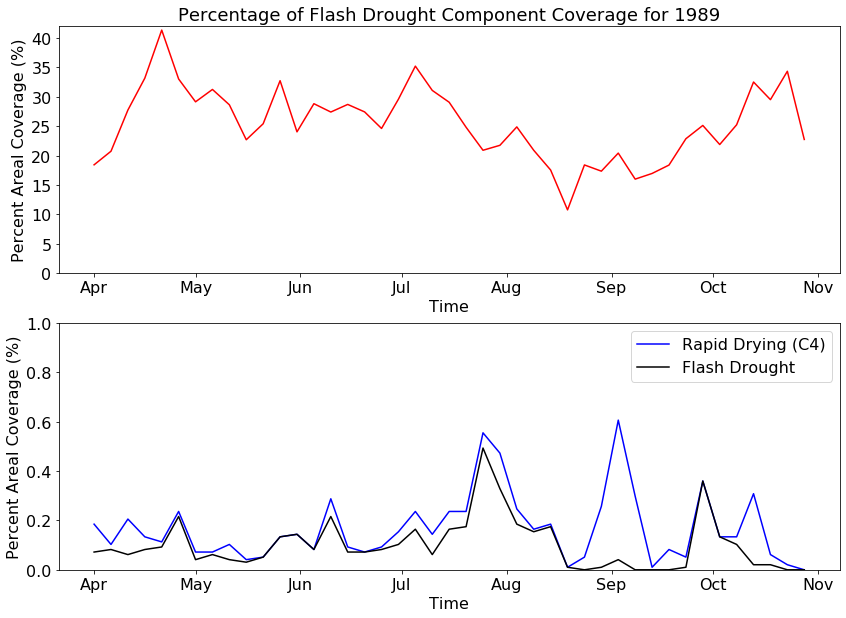 Percentage of Flash Drought Component Coverage for 1989
Percent Areal Coverage (%)
40
35
30
25
20
15
10
5
0
Apr May Jun Jul Aug Sep Oct Nov
Time
Percent Areal Coverage (%)
1.0
0.8
0.6
0.4
0.2
0.0
Rapid Drying (C4)
Flash Drought
Apr May Jun Jul Aug Sep Oct Nov
Time